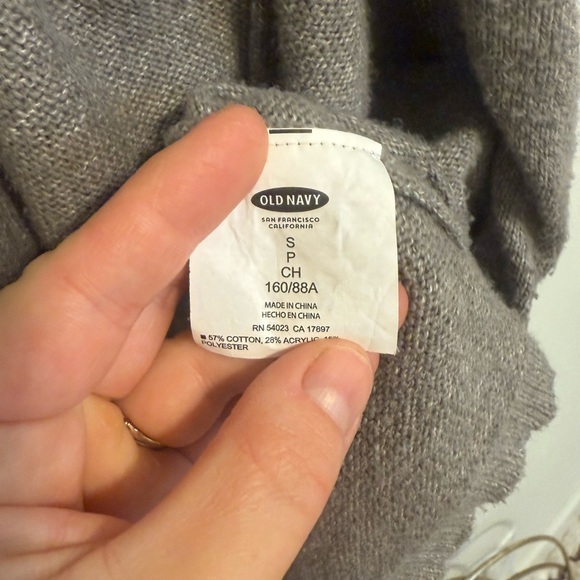 OLD NAVY
SAN FRANCISCO
CALIFORNIA
S
P
CH
160/88A
MADE IN CHINA
HECHO EN CHINA
RN 54023 CA 17897
■ 57% COTTON, 28% ACRYLIC, 15%
POLYESTER